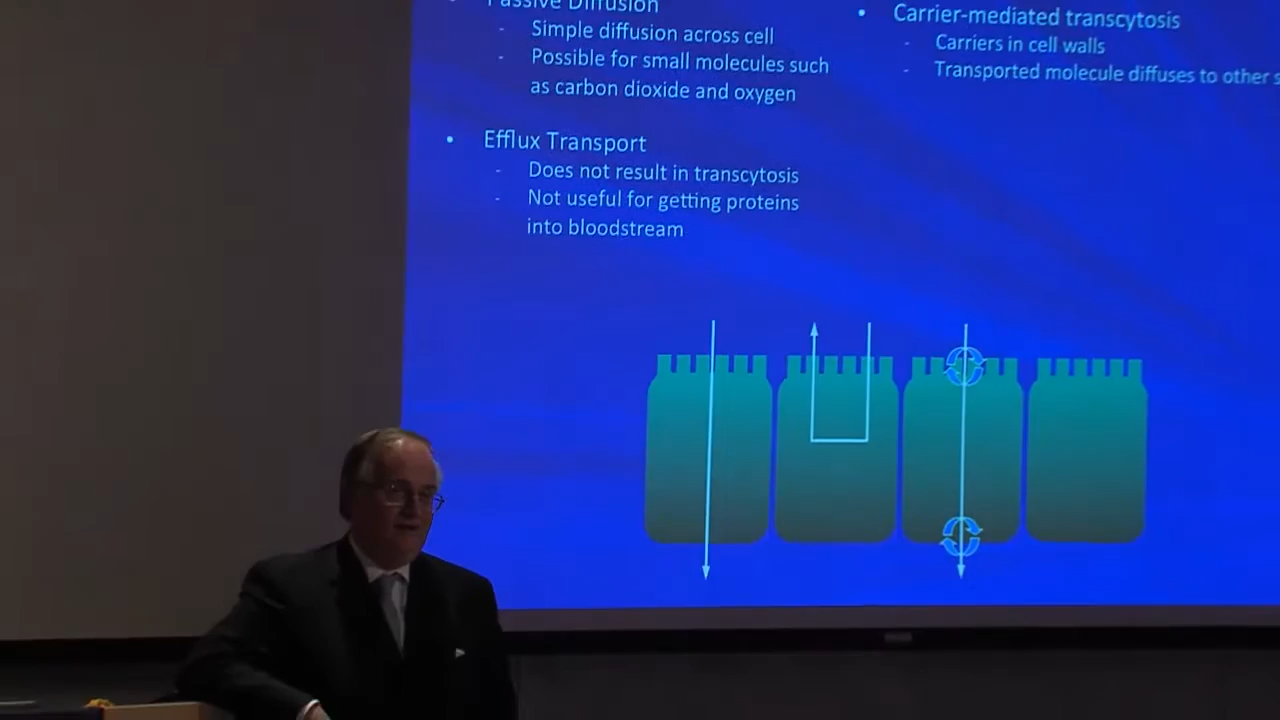 Passive Diffusion
- Simple diffusion across cell
- Possible for small molecules such
as carbon dioxide and oxygen
• Efflux Transport
- Does not result in transcytosis
- Not useful for getting proteins
into bloodstream
• Carrier-mediated transcytosis
- Carriers in cell walls
- Transported molecule diffuses to other